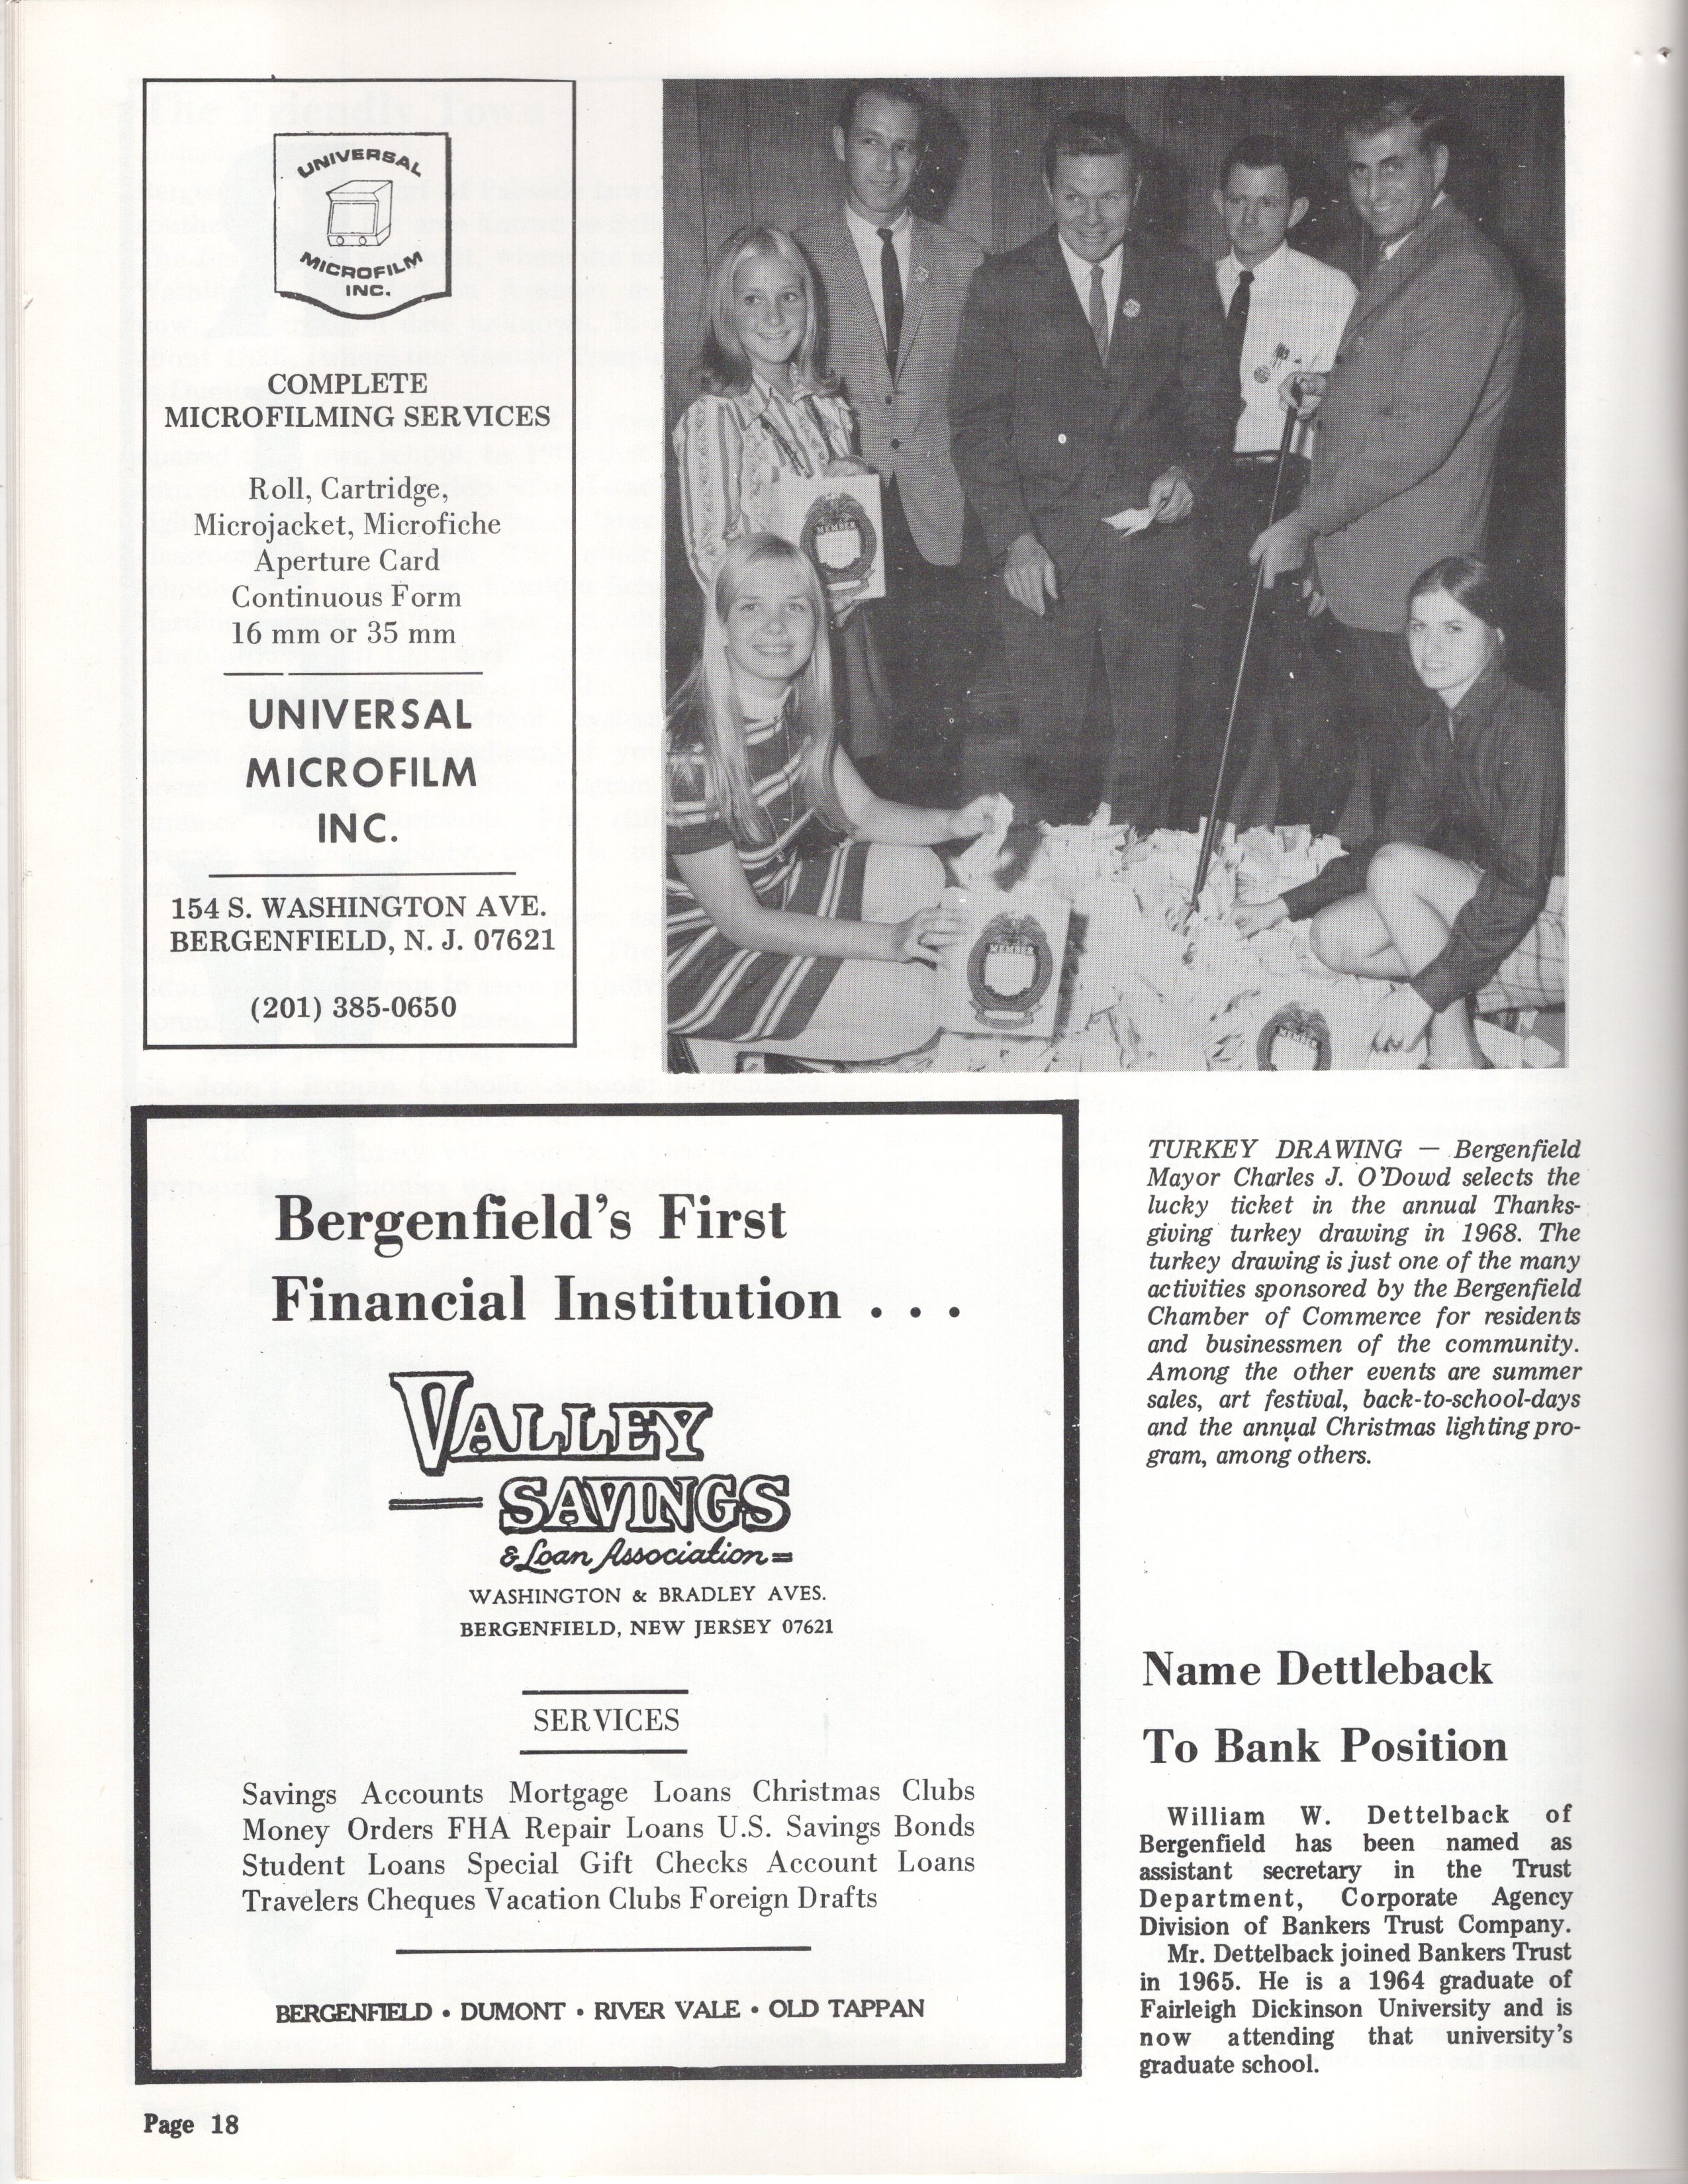 UNIVERSAL
MICROFILM
INC.
COMPLETE
MICROFILMING SERVICES
Roll, Cartridge,
Microjacket, Microfiche
Aperture Card
Continuous Form
16 mm or 35 mm
UNIVERSAL
MICROFILM
INC.
154 S. WASHINGTON AVE.
BERGENFIELD, N. J. 07621
(201) 385-0650
MEMBER
MEMBER
MEMBER
Bergenfield's First
Financial Institution . . .
VALLEY
SAVINGS
& Loan Association
WASHINGTON & BRADLEY AVES.
BERGENFIELD, NEW JERSEY 07621
SERVICES
Savings Accounts Mortgage Loans Christmas Clubs
Money Orders FHA Repair Loans U.S. Savings Bonds
Student Loans Special Gift Checks Account Loans
Travelers Cheques Vacation Clubs Foreign Drafts
BERGENFIELD • DUMONT • RIVER VALE • OLD TAPPAN
TURKEY DRAWING — Bergenfield
Mayor Charles J. O'Dowd selects the
lucky ticket in the annual Thanks-
giving turkey drawing in 1968. The
turkey drawing is just one of the many
activities sponsored by the Bergenfield
Chamber of Commerce for residents
and businessmen of the community.
Among the other events are summer
sales, art festival, back-to-school-days
and the annual Christmas lighting pro-
gram, among others.
Name Dettleback
To Bank Position
William W. Dettelback of
Bergenfield has been named as
assistant secretary in the Trust
Department, Corporate Agency
Division of Bankers Trust Company.
Mr. Dettelback joined Bankers Trust
in 1965. He is a 1964 graduate of
Fairleigh Dickinson University and is
now attending that university's
graduate school.
Page 18